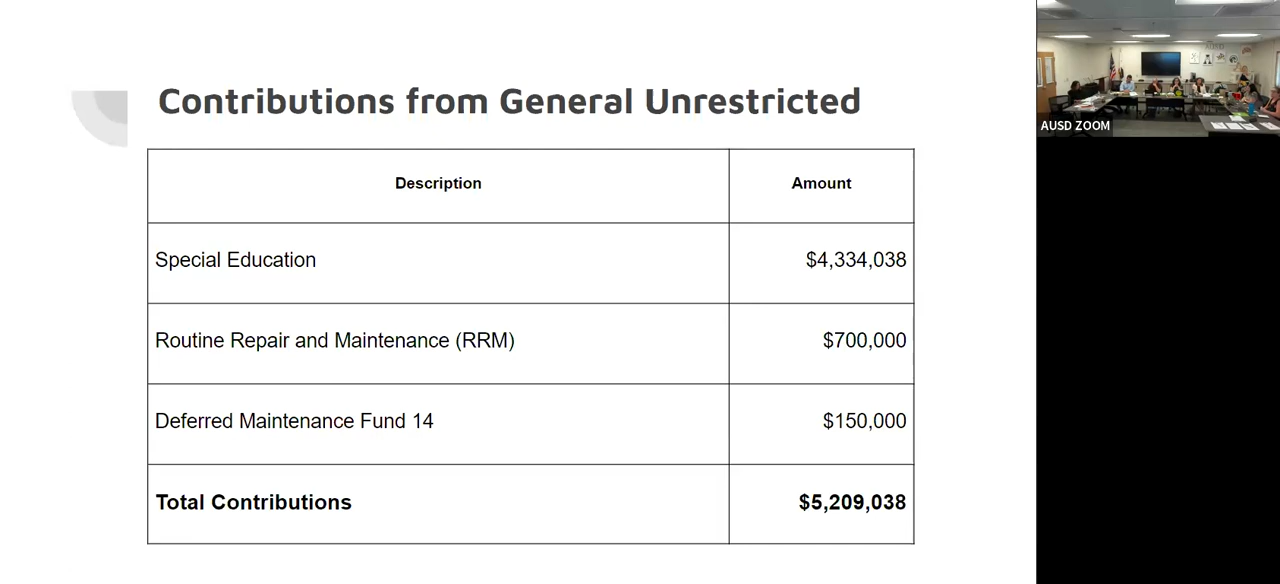 Contributions from General Unrestricted
Description Amount
Special Education $4,334,038
Routine Repair and Maintenance (RRM) $700,000
Deferred Maintenance Fund 14 $150,000
Total Contributions $5,209,038
AUSD ZOOM